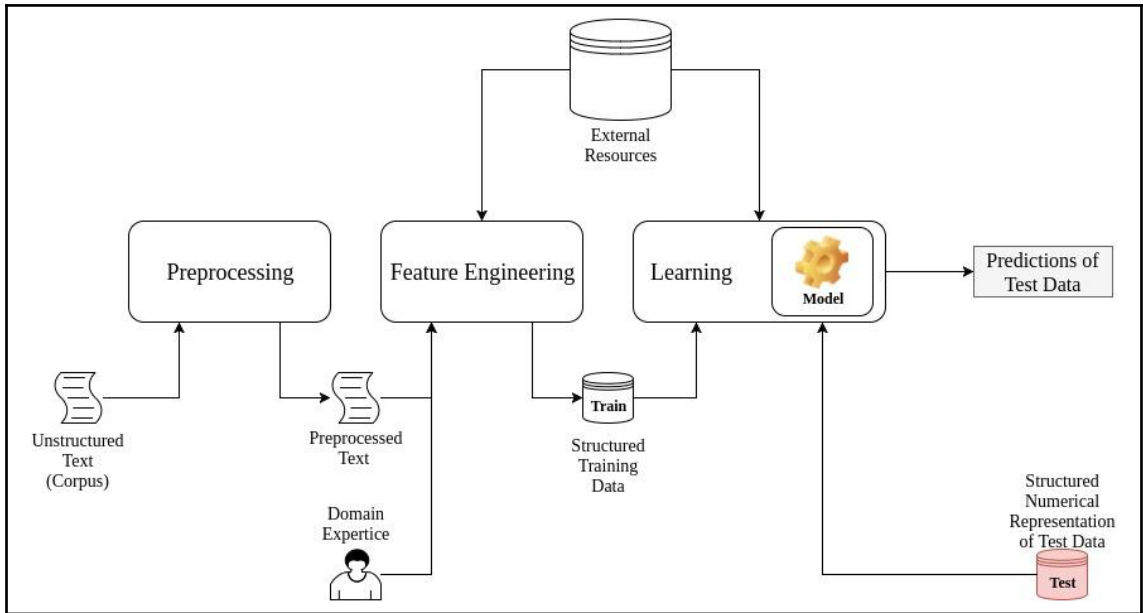 External
Resources
Preprocessing
Feature Engineering
Learning
Model
Predictions of
Test Data
Unstructured
Text
(Corpus)
Preprocessed
Text
Train
Structured
Training
Data
Domain
Expertice
Structured
Numerical
Representation
of Test Data
Test